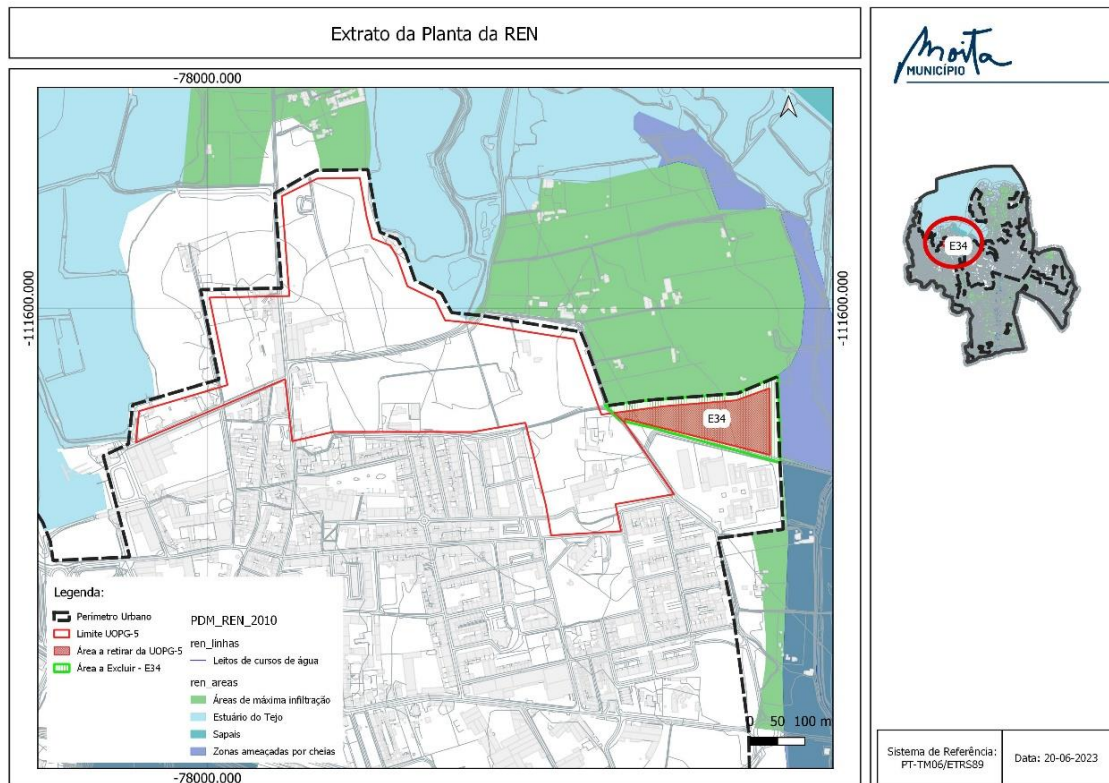 Extrato da Planta da REN
Moita
MUNICÍPIO
-78000.000
-111600.000
-111600.000
E34
E34
Legenda:
Perimetro Urbano
Limite UOPG-5
Área a retirar da UOPG-5
Área a Excluir - E34
PDM_REN_2010
ren_linhas
Leitos de cursos de água
ren_areas
Áreas de máxima infiltração
Estuário do Tejo
Sapais
Zonas ameaçadas por cheias
0 50 100 m
-78000.000
Sistema de Referência:
PT-TM06/ETRS89
Data: 20-06-2023